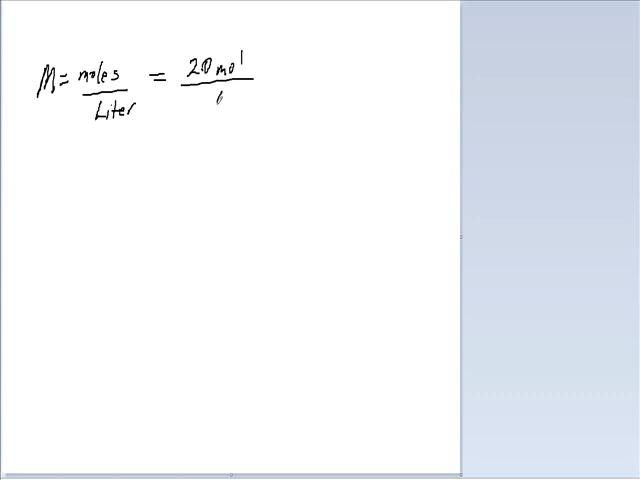 M = moles / Liter = 20 mol /